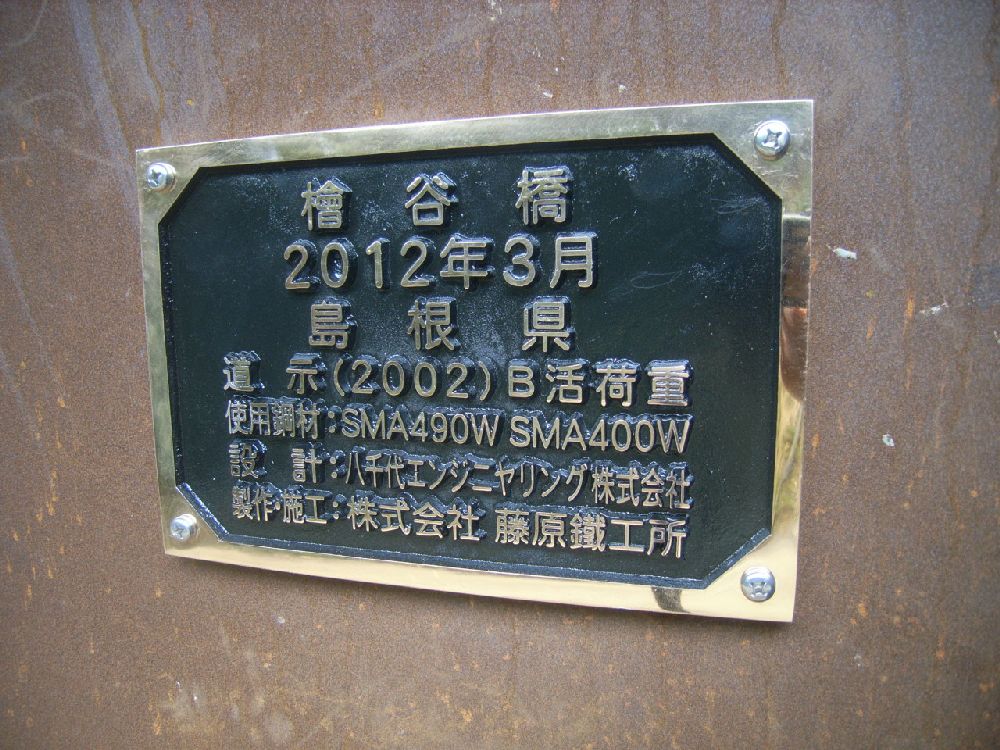 檜谷橋
2012年3月
島根県
道示(2002)B活荷重
使用鋼材:SMA490W SMA400W
設計:八千代エンジニヤリング株式会社
製作・施工:株式会社 藤原鐵工所